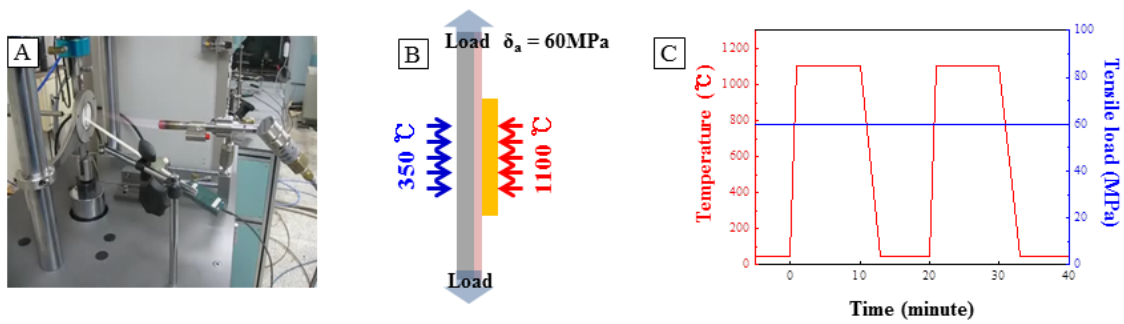 A
B
Load δa = 60MPa
350 ℃
1100 ℃
Load
C
Temperature (℃)
1200
1000
800
600
400
200
0
100
80
60
40
20
0
Tensile load (MPa)
0 10 20 30 40
Time (minute)